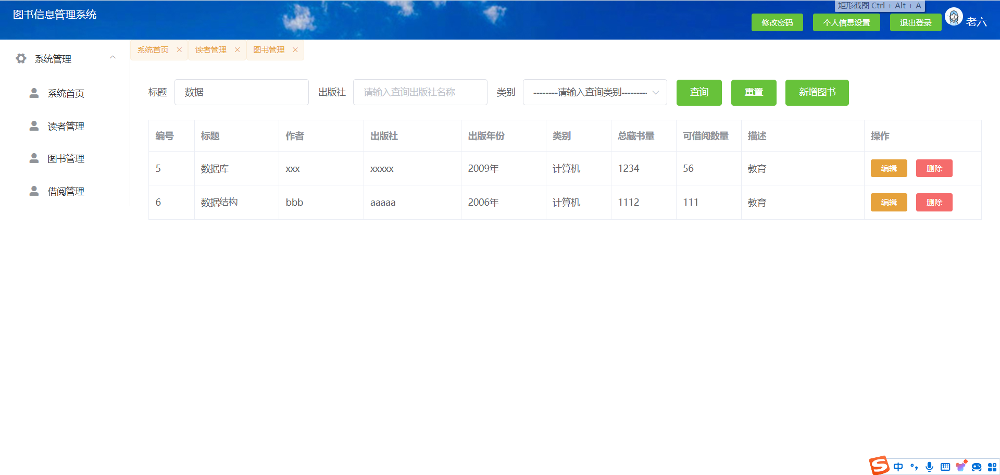 图书信息管理系统
矩形截图 Ctrl + Alt + A
修改密码 个人信息设置 退出登录 老六
系统管理
系统首页
读者管理
图书管理
借阅管理
系统首页 × 读者管理 × 图书管理 ×
标题 数据 出版社 请输入查询出版社名称 类别 --------请输入查询类别--------- 查询 重置 新增图书
编号 标题 作者 出版社 出版年份 类别 总藏书量 可借阅数量 描述 操作
5 数据库 xxx xxxxx 2009年 计算机 1234 56 教育 编辑 删除
6 数据结构 bbb aaaaa 2006年 计算机 1112 111 教育 编辑 删除
S 中